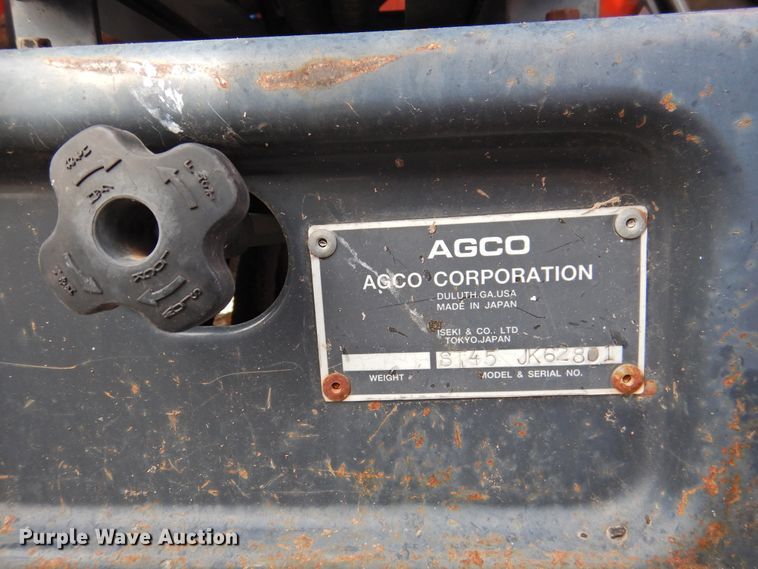 AGCO
AGCO CORPORATION
DULUTH.GA.USA
MADE IN JAPAN
ISEKI & CO., LTD
TOKYO.JAPAN
ST45 JK62801
WEIGHT MODEL & SERIAL NO.
LOCK
Purple Wave Auction